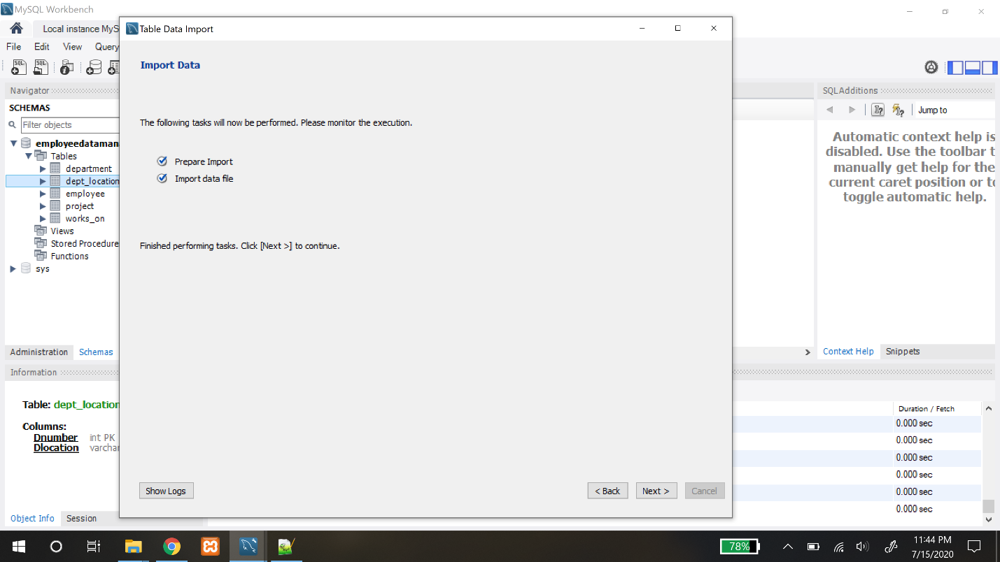 MySQL Workbench
Table Data Import
Local instance MyS
File Edit View Query
Import Data
Navigator
SQLAdditions
SCHEMAS
Jump to
Filter objects
The following tasks will now be performed. Please monitor the execution.
employeedataman
Tables
department
dept_location
employee
project
works_on
Views
Stored Procedure
Functions
sys
Prepare Import
Import data file
Finished performing tasks. Click [Next >] to continue.
Automatic context help is
disabled. Use the toolbar t
manually get help for the
current caret position or to
toggle automatic help.
Administration Schemas
Context Help Snippets
Information
Table: dept_location
Columns:
Dnumber int PK
Dlocation varchar
Duration / Fetch
0.000 sec
0.000 sec
0.000 sec
0.000 sec
0.000 sec
0.000 sec
Show Logs
< Back Next > Cancel
Object Info Session
78%
11:44 PM
7/15/2020